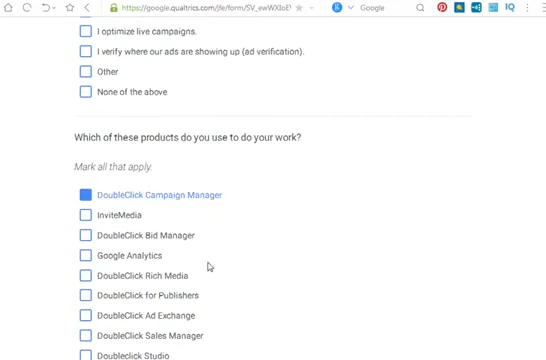 https://google.qualtrics.com/jfe/form/SV_
Google
IQ
I optimize live campaigns.
I verify where our ads are showing up (ad verification).
Other
None of the above
Which of these products do you use to do your work?
Mark all that apply.
DoubleClick Campaign Manager
InviteMedia
DoubleClick Bid Manager
Google Analytics
DoubleClick Rich Media
DoubleClick for Publishers
DoubleClick Ad Exchange
DoubleClick Sales Manager
Doubleclick Studio